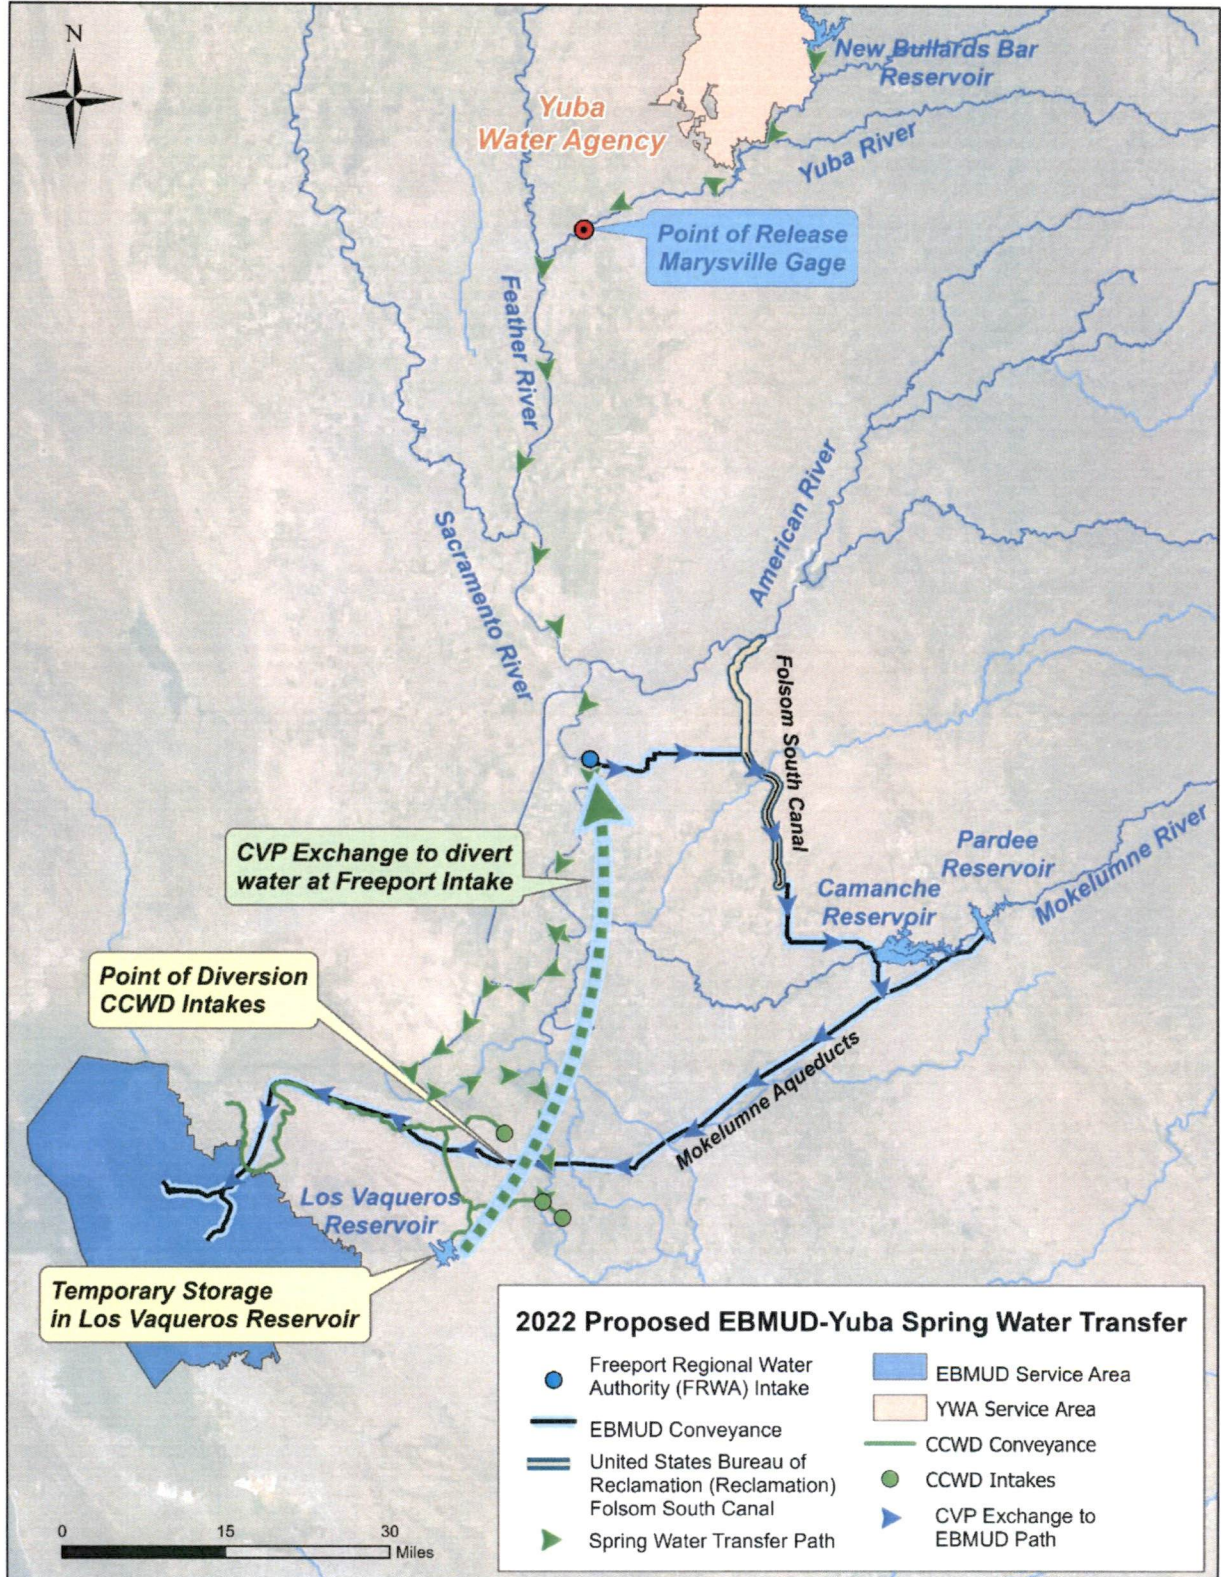 N
New Bullards Bar
Reservoir
Yuba
Water Agency
Yuba River
Point of Release
Marysville Gage
Feather River
Sacramento River
American River
Folsom South Canal
CVP Exchange to divert
water at Freeport Intake
Pardee
Reservoir
Camanche
Reservoir
Mokelumne River
Point of Diversion
CCWD Intakes
Mokelumne Aqueducts
Los Vaqueros
Reservoir
Temporary Storage
in Los Vaqueros Reservoir
2022 Proposed EBMUD-Yuba Spring Water Transfer
Freeport Regional Water
Authority (FRWA) Intake
EBMUD Conveyance
United States Bureau of
Reclamation (Reclamation)
Folsom South Canal
Spring Water Transfer Path
EBMUD Service Area
YWA Service Area
CCWD Conveyance
CCWD Intakes
CVP Exchange to
EBMUD Path
0 15 30
Miles